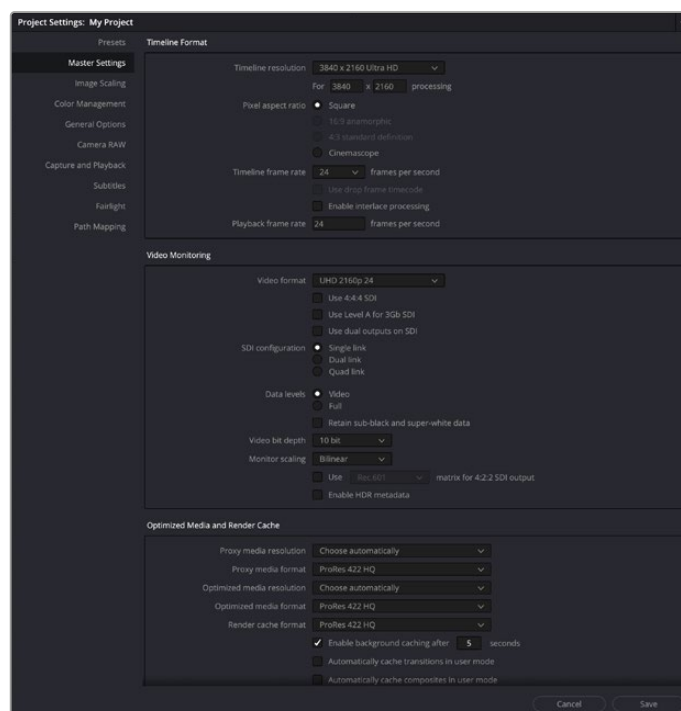 Project Settings: My Project
Presets
Master Settings
Image Scaling
Color Management
General Options
Camera RAW
Capture and Playback
Subtitles
Fairlight
Path Mapping
Timeline Format
Timeline resolution 3840 x 2160 Ultra HD
For 3840 x 2160 processing
Pixel aspect ratio Square
16:9 anamorphic
4:3 standard definition
Cinemascope
Timeline frame rate 24 frames per second
Use drop frame timecode
Enable interlace processing
Playback frame rate 24 frames per second
Video Monitoring
Video format UHD 2160p 24
Use 4:4:4 SDI
Use Level A for 3Gb SDI
Use dual outputs on SDI
SDI configuration Single link
Dual link
Quad link
Data levels Video
Full
Retain sub-black and super-white data
Video bit depth 10 bit
Monitor scaling Bilinear
Use Rec.601 matrix for 4:2:2 SDI output
Enable HDR metadata
Optimized Media and Render Cache
Proxy media resolution Choose automatically
Proxy media format ProRes 422 HQ
Optimized media resolution Choose automatically
Optimized media format ProRes 422 HQ
Render cache format ProRes 422 HQ
Enable background caching after 5 seconds
Automatically cache transitions in user mode
Automatically cache composites in user mode
Cancel Save